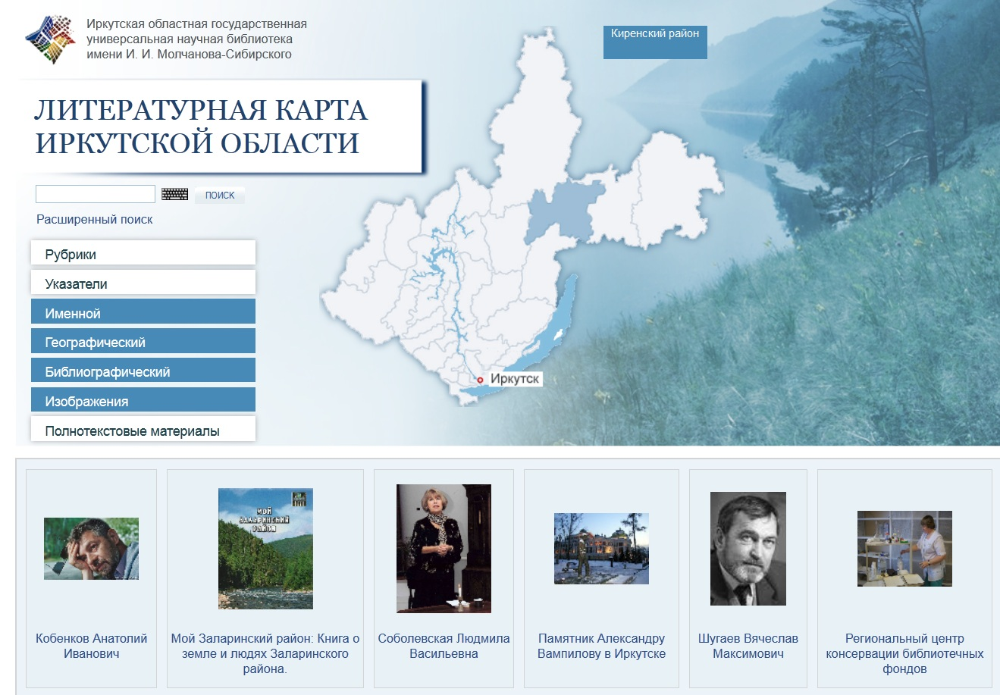 Иркутская областная государственная
универсальная научная библиотека
имени И. И. Молчанова-Сибирского
Киренский район
ЛИТЕРАТУРНАЯ КАРТА
ИРКУТСКОЙ ОБЛАСТИ
ПОИСК
Расширенный поиск
Рубрики
Указатели
Именной
Географический
Библиографический
Изображения
Полнотекстовые материалы
Иркутск
МОЙ
ЗАЛАРИНСКИЙ
РАЙОН
Кобенков Анатолий
Иванович
Мой Заларинский район: Книга о
земле и людях Заларинского
района.
Соболевская Людмила
Васильевна
Памятник Александру
Вампилову в Иркутске
Шугаев Вячеслав
Максимович
Региональный центр
консервации библиотечных
фондов